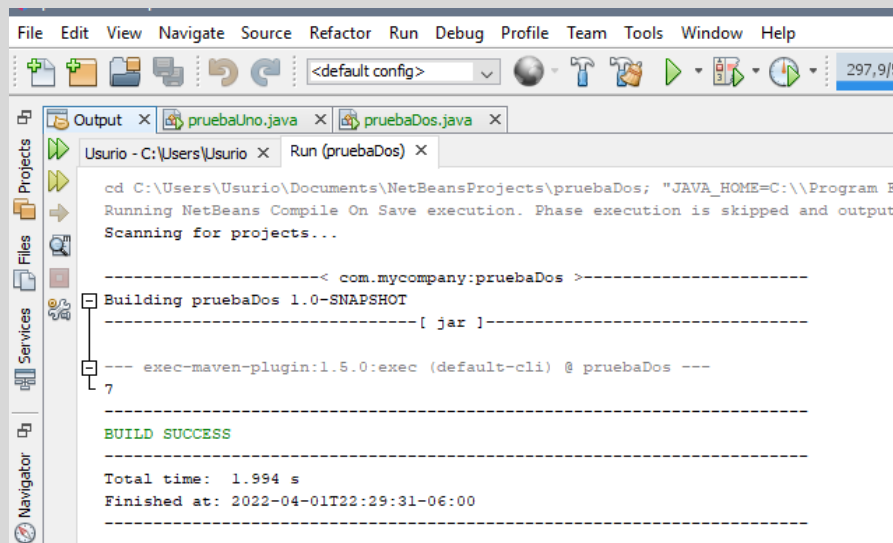 File Edit View Navigate Source Refactor Run Debug Profile Team Tools Window Help
<default config>
297,9/
Output pruebaUno.java pruebaDos.java
Usurio - C:\Users\Usurio Run (pruebaDos)
Projects
Files
Services
Navigator
cd C:\Users\Usurio\Documents\NetBeansProjects\pruebaDos; "JAVA_HOME=C:\\Program
Running NetBeans Compile On Save execution. Phase execution is skipped and output
Scanning for projects...
----------------------< com.mycompany:pruebaDos >-----------------------
Building pruebaDos 1.0-SNAPSHOT
--------------------------------[ jar ]---------------------------------
--- exec-maven-plugin:1.5.0:exec (default-cli) @ pruebaDos ---
7
------------------------------------------------------------------------
BUILD SUCCESS
------------------------------------------------------------------------
Total time:  1.994 s
Finished at: 2022-04-01T22:29:31-06:00
------------------------------------------------------------------------